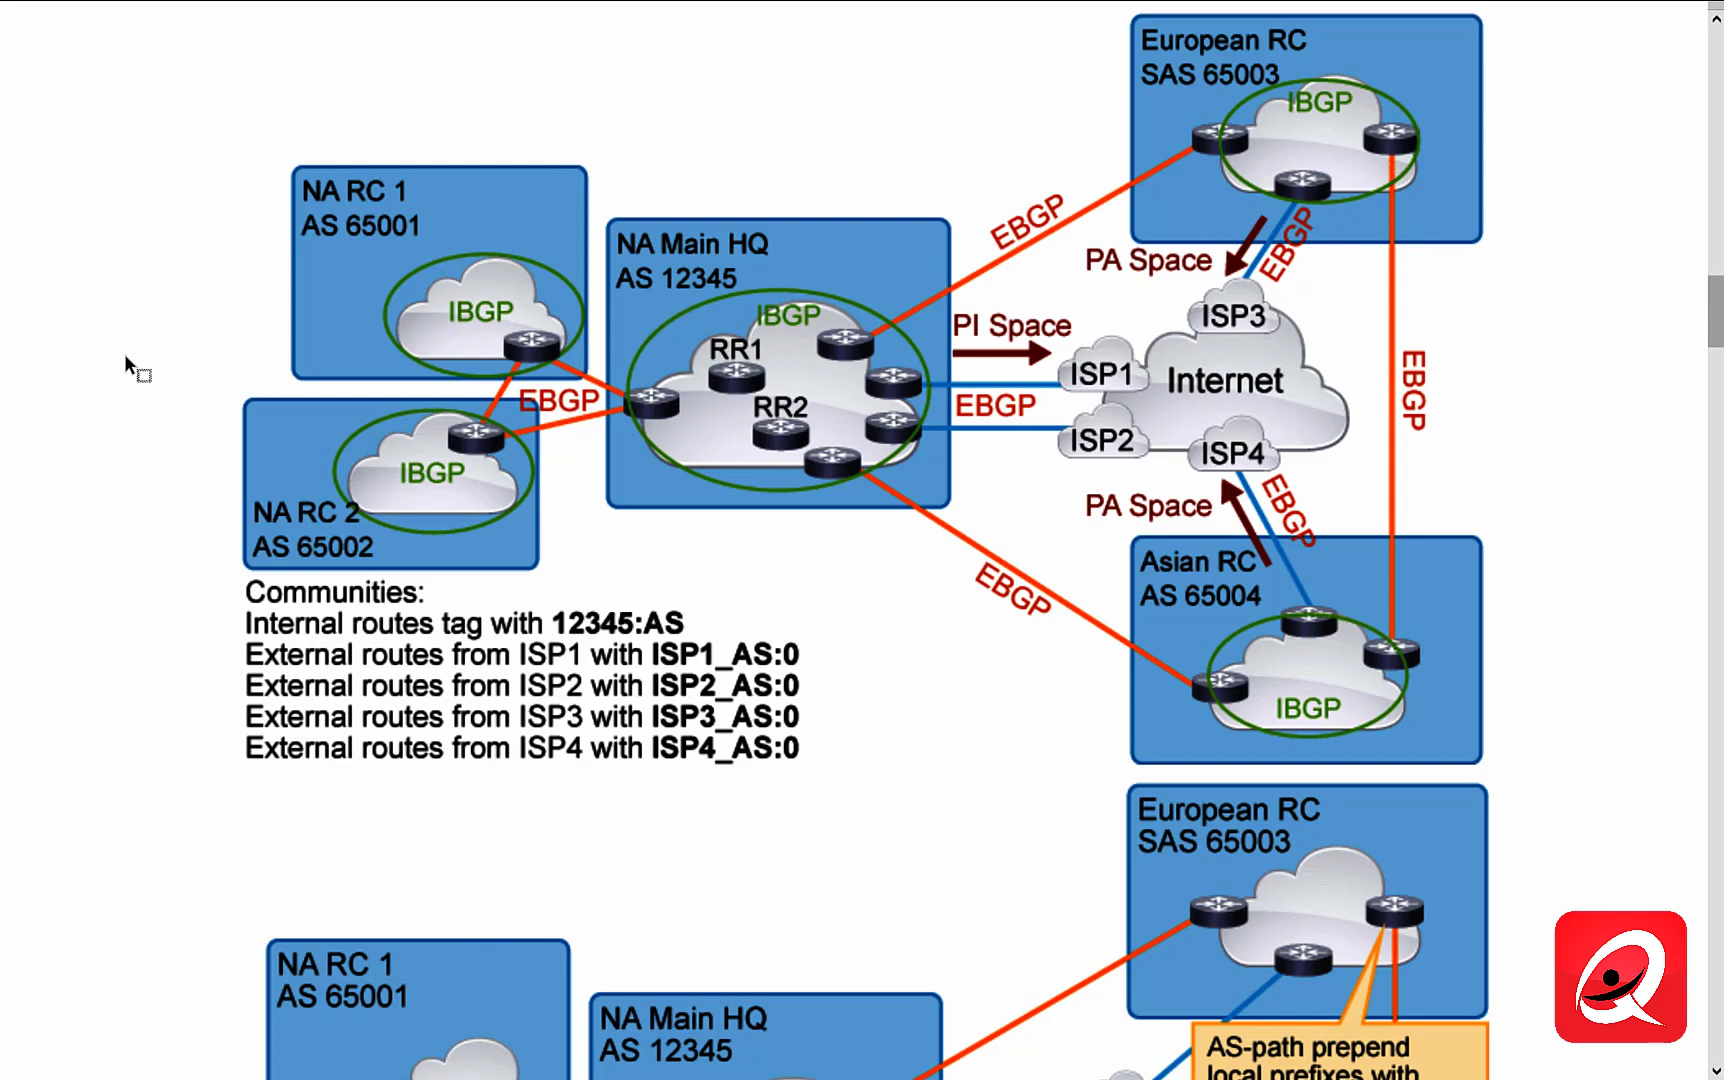 European RC
SAS 65003
IBGP
NA RC 1
AS 65001
IBGP
NA Main HQ
AS 12345
IBGP
RR1
RR2
EBGP
EBGP
PA Space
EBGP
PI Space
ISP3
ISP1
Internet
EBGP
ISP2
ISP4
EBGP
PA Space
EBGP
EBGP
IBGP
NA RC 2
AS 65002
Asian RC
AS 65004
IBGP
Communities:
Internal routes tag with 12345:AS
External routes from ISP1 with ISP1_AS:0
External routes from ISP2 with ISP2_AS:0
External routes from ISP3 with ISP3_AS:0
External routes from ISP4 with ISP4_AS:0
European RC
SAS 65003
NA RC 1
AS 65001
NA Main HQ
AS 12345
AS-path prepend
local prefixes with